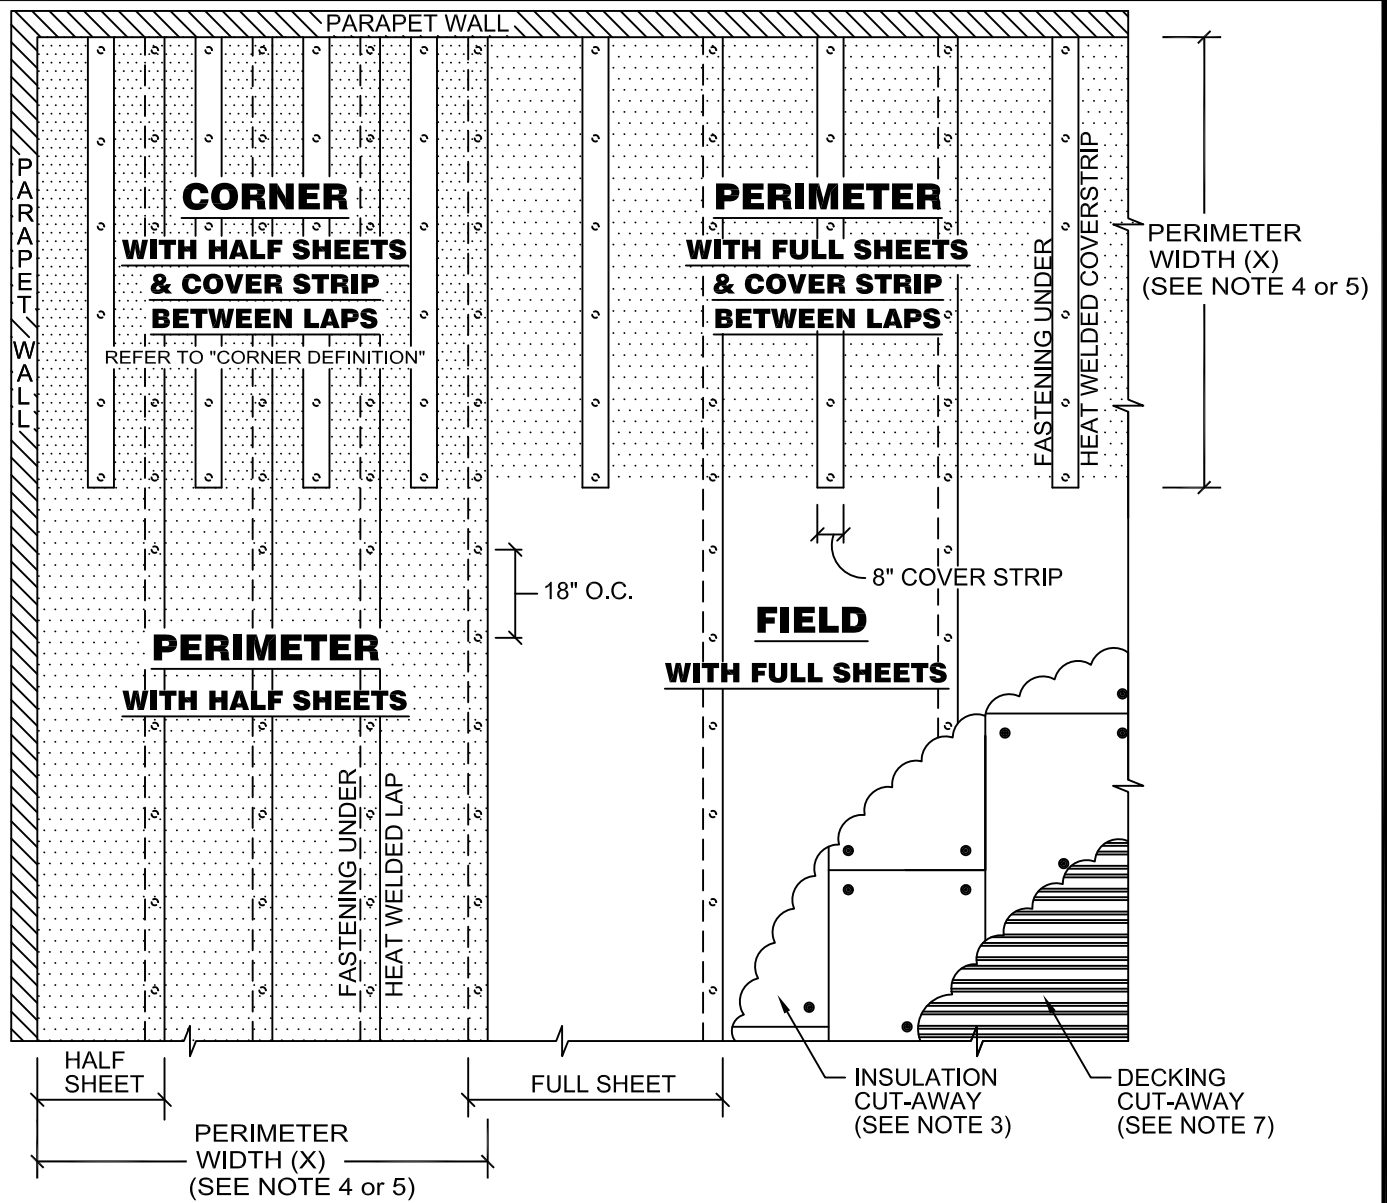 PARAPET WALL
PARAPET WALL
CORNER
WITH HALF SHEETS
& COVER STRIP
BETWEEN LAPS
REFER TO "CORNER DEFINITION"
PERIMETER
WITH FULL SHEETS
& COVER STRIP
BETWEEN LAPS
FASTENING UNDER
HEAT WELDED COVERSTRIP
PERIMETER
WIDTH (X)
(SEE NOTE 4 or 5)
18" O.C.
8" COVER STRIP
FIELD
WITH FULL SHEETS
PERIMETER
WITH HALF SHEETS
FASTENING UNDER
HEAT WELDED LAP
HALF
SHEET
FULL SHEET
INSULATION
CUT-AWAY
(SEE NOTE 3)
DECKING
CUT-AWAY
(SEE NOTE 7)
PERIMETER
WIDTH (X)
(SEE NOTE 4 or 5)